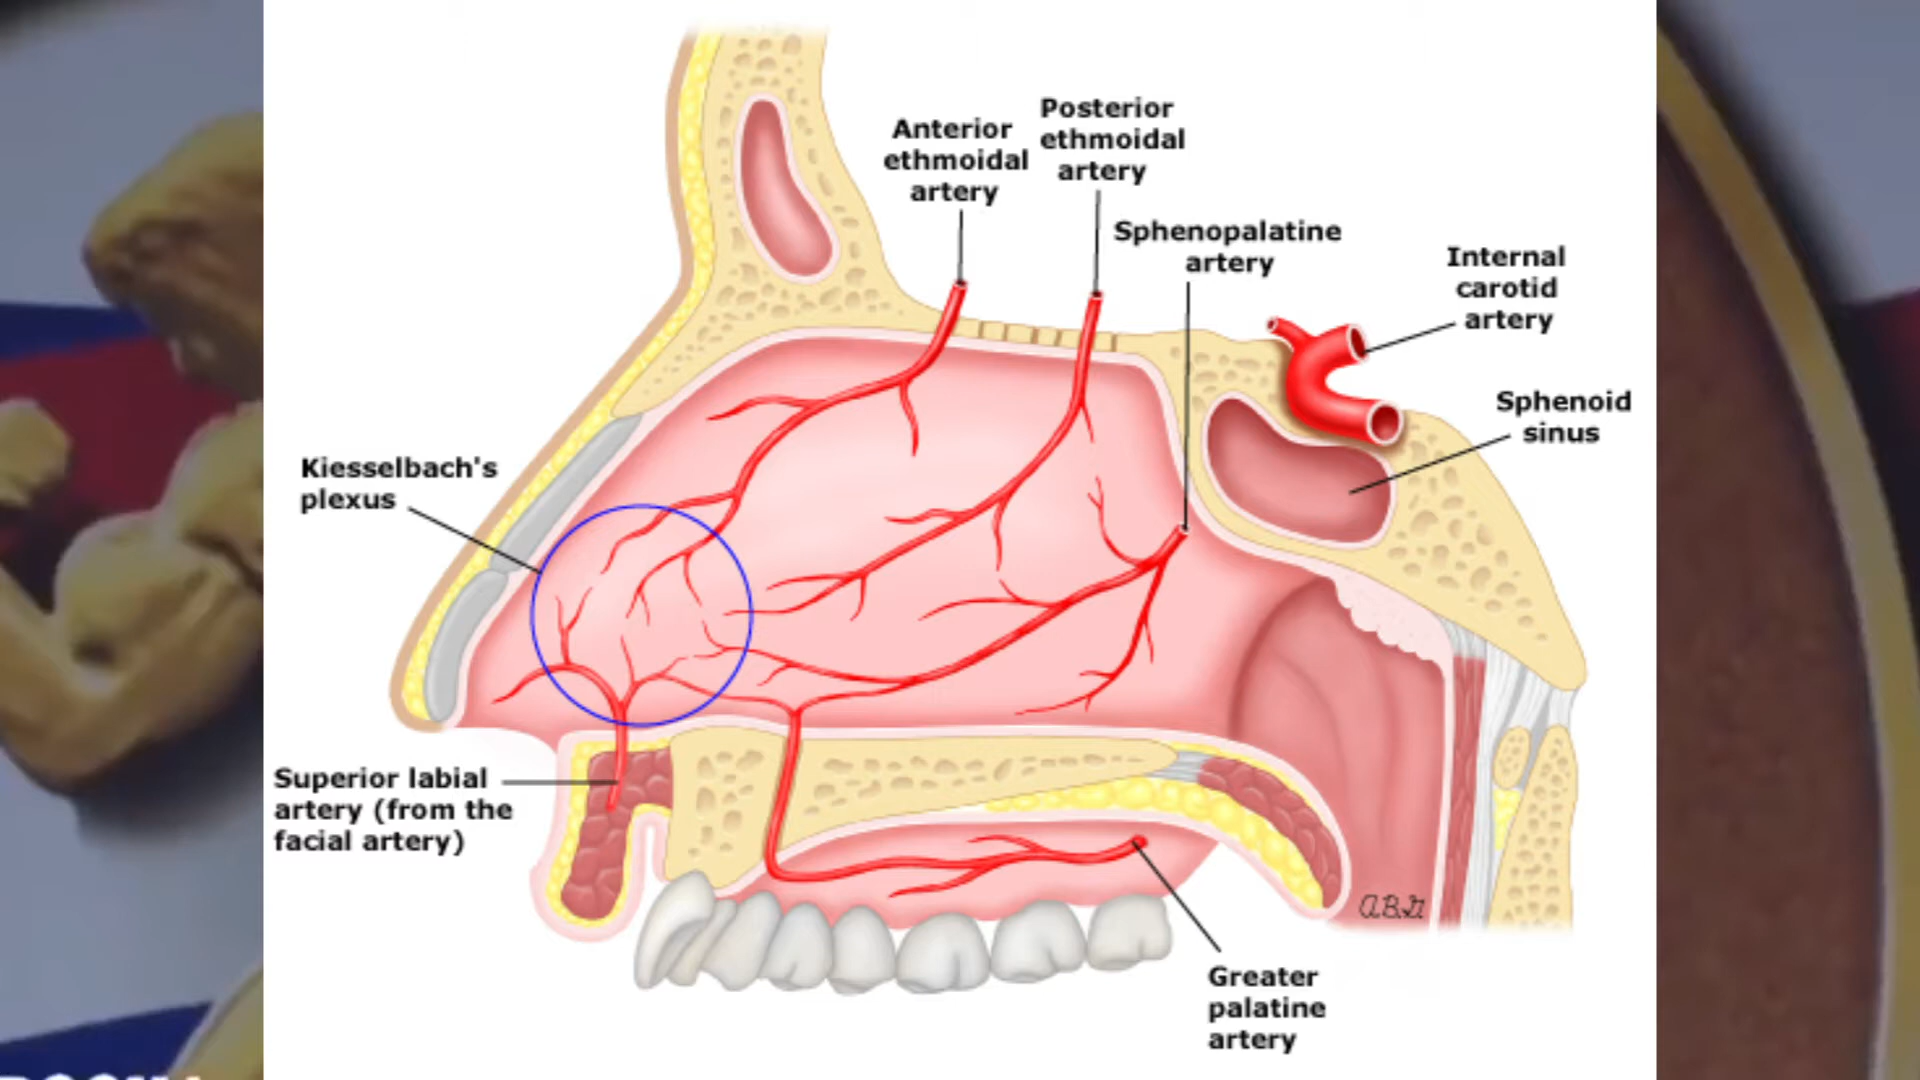 Anterior
ethmoidal
artery
Posterior
ethmoidal
artery
Sphenopalatine
artery
Internal
carotid
artery
Sphenoid
sinus
Kiesselbach's
plexus
Superior labial
artery (from the
facial artery)
Greater
palatine
artery